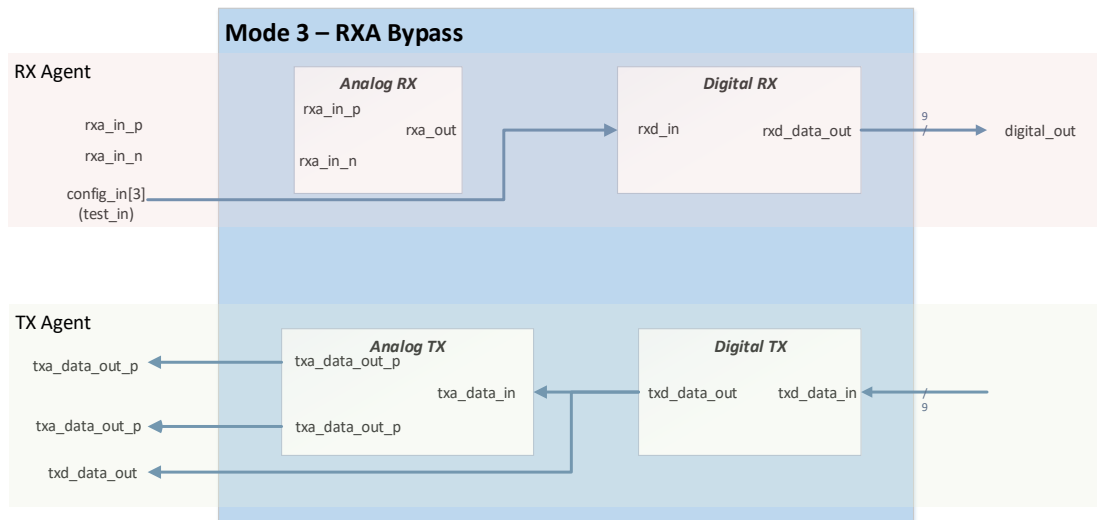 Mode 3 – RXA Bypass
RX Agent
Analog RX
Digital RX
rxa_in_p
rxa_in_p
rxa_out
rxd_in
rxd_data_out
9
/
digital_out
rxa_in_n
rxa_in_n
config_in[3]
(test_in)
TX Agent
Analog TX
Digital TX
txa_data_out_p
txa_data_out_p
txa_data_in
txd_data_out
txd_data_in
/
9
txa_data_out_p
txa_data_out_p
txd_data_out